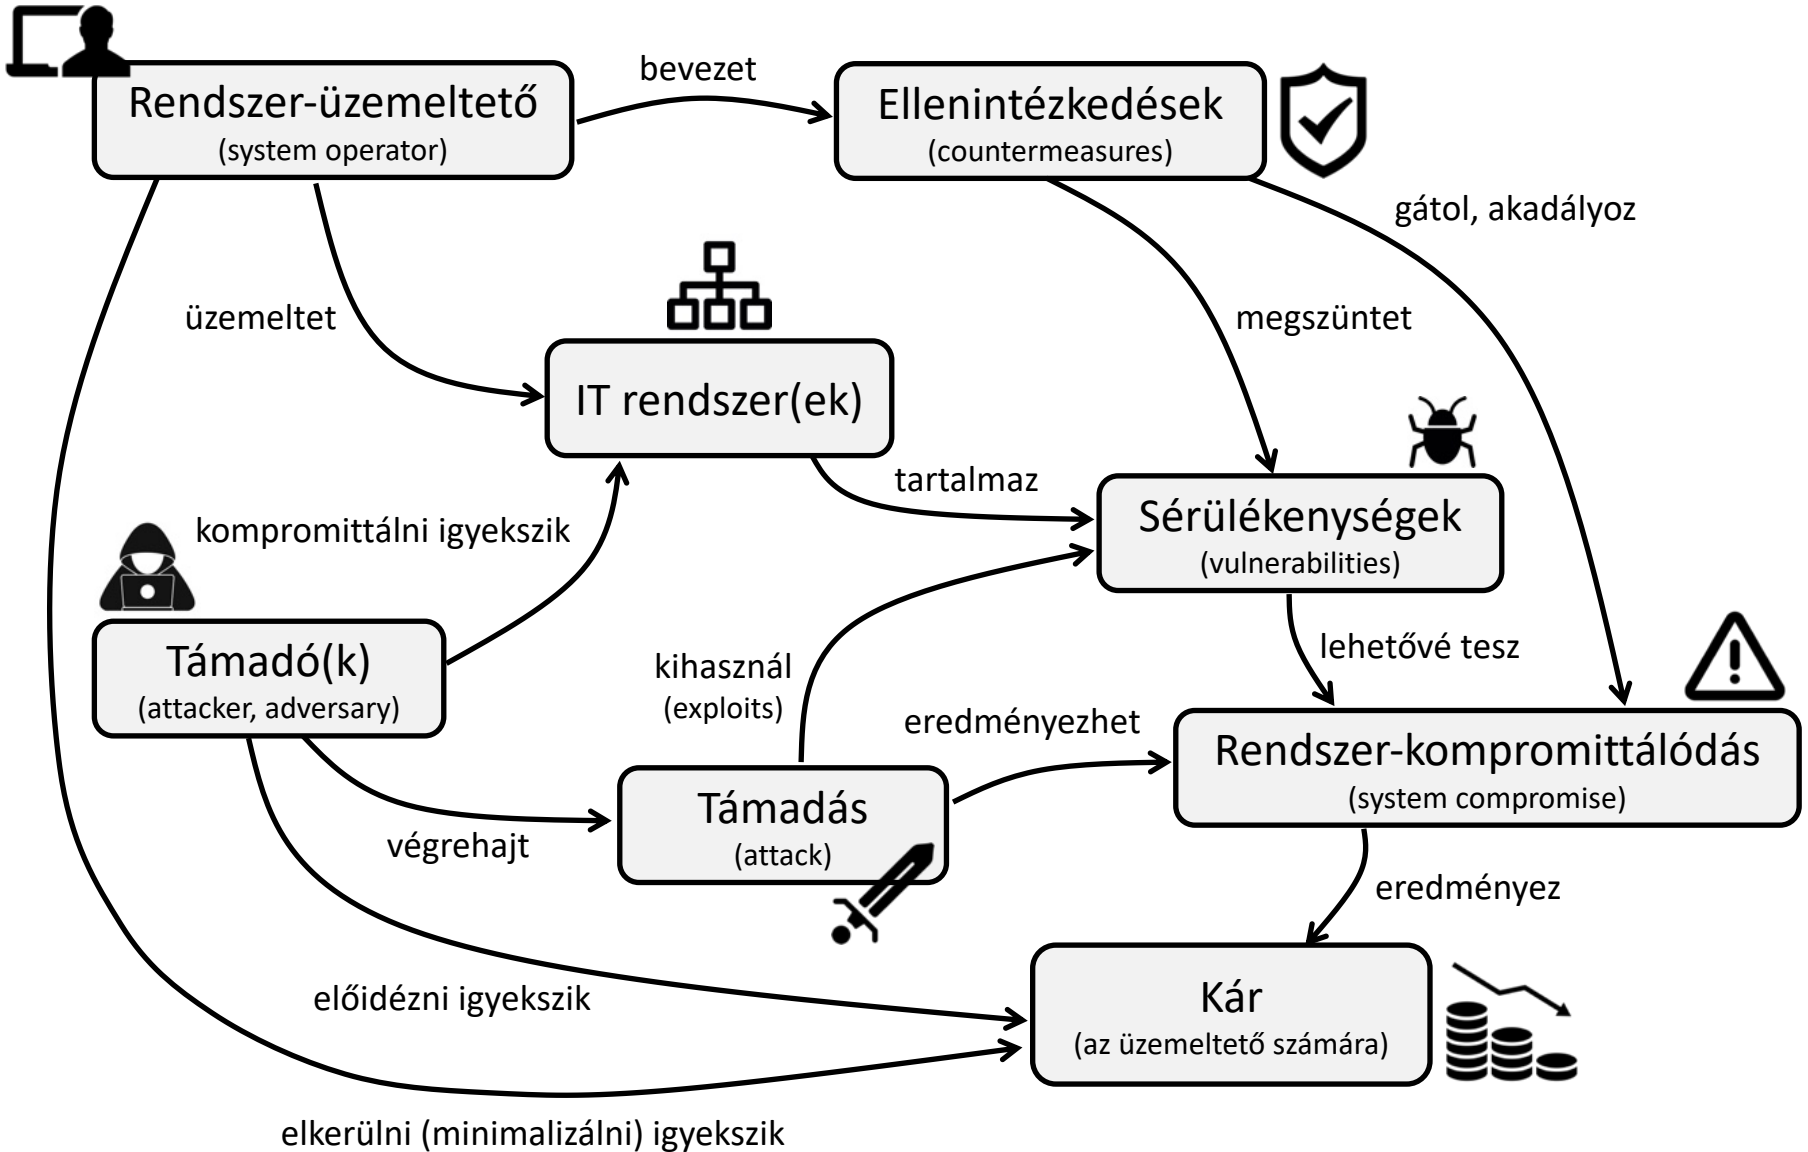 Rendszer-üzemeltető
(system operator)
bevezet
Ellenintézkedések
(countermeasures)
gátol, akadályoz
üzemeltet
megszüntet
IT rendszer(ek)
tartalmaz
Sérülékenységek
(vulnerabilities)
kompromittálni igyekszik
Támadó(k)
(attacker, adversary)
kihasznál
(exploits)
lehetővé tesz
eredményezhet
Rendszer-kompromittálódás
(system compromise)
Támadás
(attack)
végrehajt
eredményez
előidézni igyekszik
Kár
(az üzemeltető számára)
elkerülni (minimalizálni) igyekszik